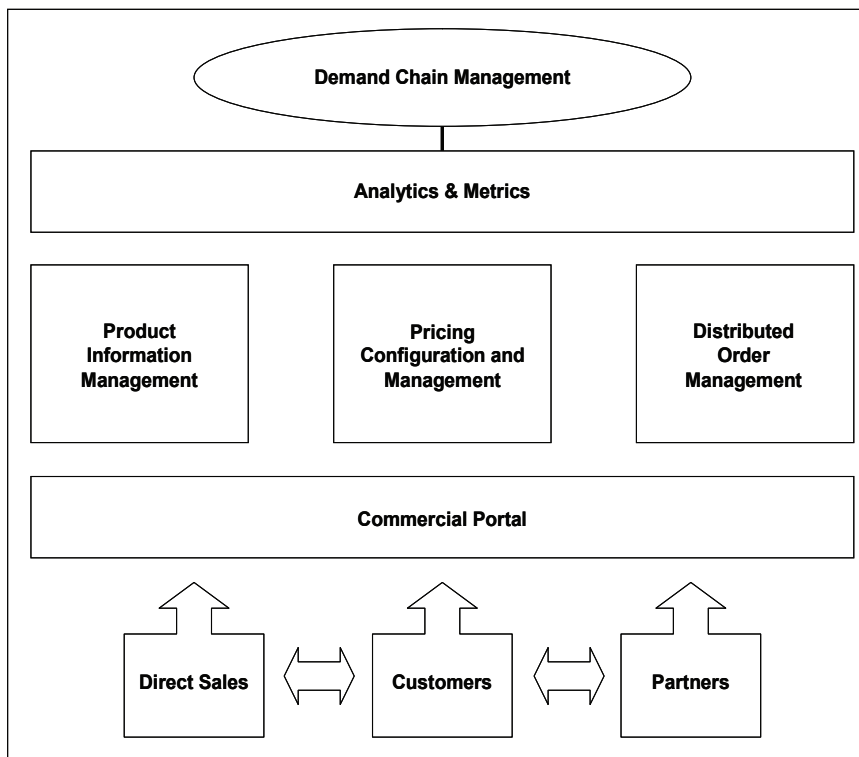 Demand Chain Management
Analytics & Metrics
Product
Information
Management
Pricing
Configuration and
Management
Distributed
Order
Management
Commercial Portal
Direct Sales
Customers
Partners